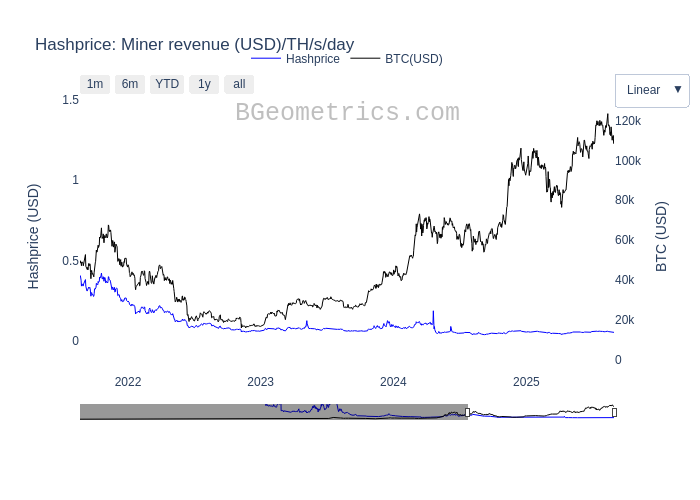 Hashprice: Miner revenue (USD)/TH/s/day
Hashprice BTC(USD)
1m 6m YTD 1y all
Linear ▼
BGeometrics.com
Hashprice (USD)
1.5
1
0.5
0
BTC (USD)
120k
100k
80k
60k
40k
20k
0
2022 2023 2024 2025